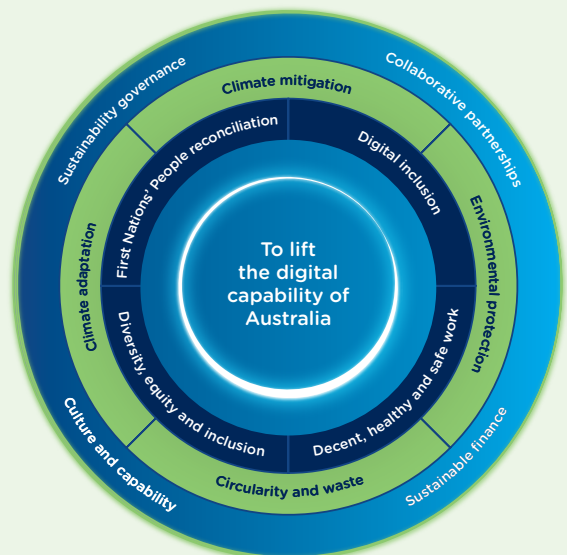 Sustainability governance
Collaborative partnerships
Climate mitigation
First Nations' People reconciliation
Digital inclusion
Climate adaptation
Environmental protection
To lift
the digital
capability of
Australia
Diversity, equity and inclusion
Decent, healthy and safe work
Circularity and waste
Culture and capability
Sustainable finance